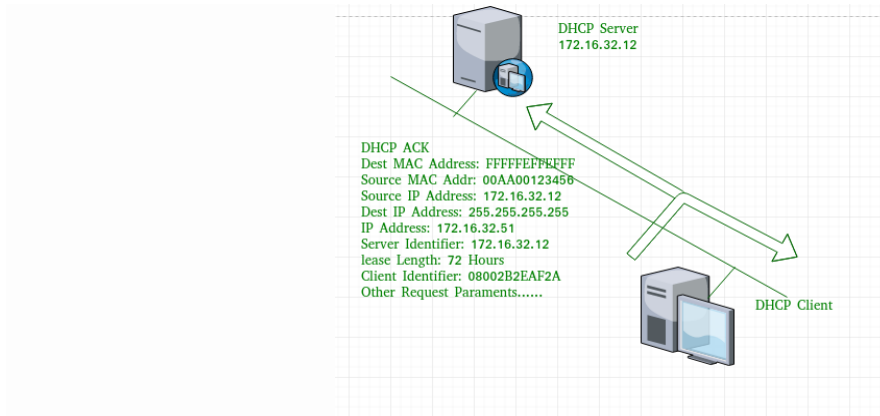 DHCP Server
172.16.32.12
DHCP ACK
Dest MAC Address: FFFFFEFFEFFF
Source MAC Addr: 00AA00123456
Source IP Address: 172.16.32.12
Dest IP Address: 255.255.255.255
IP Address: 172.16.32.51
Server Identifier: 172.16.32.12
lease Length: 72 Hours
Client Identifier: 08002B2EAF2A
Other Request Paraments......
DHCP Client